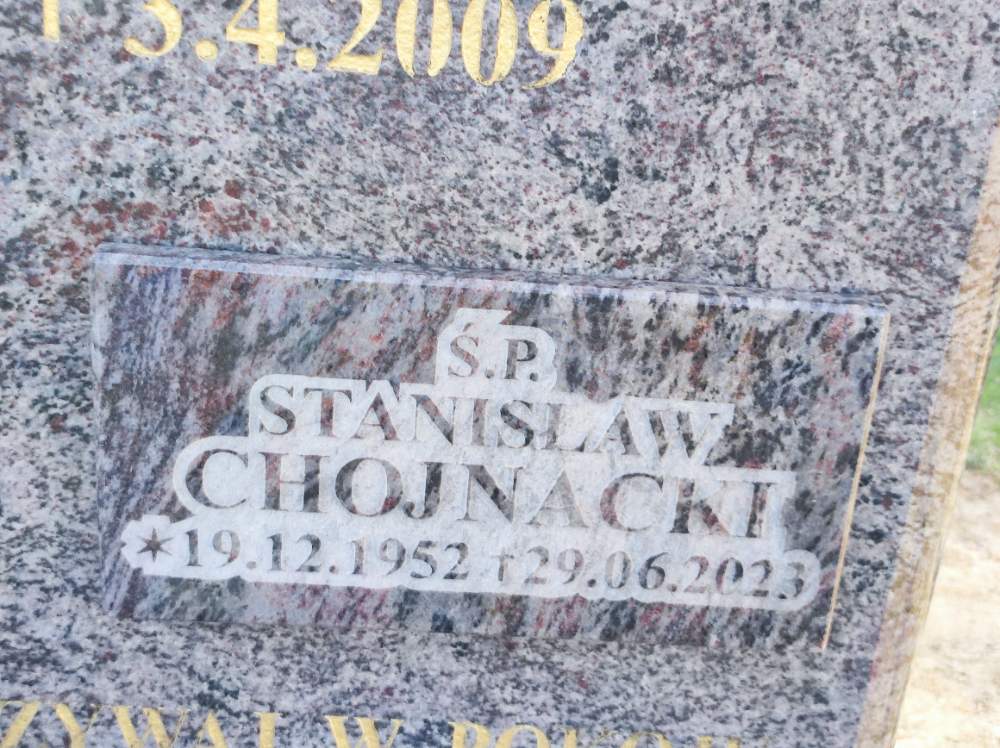 † 3.4.2009
Ś.P.
STANISŁAW
CHOJNACKI
✶19.12.1952 †29.06.2023
W